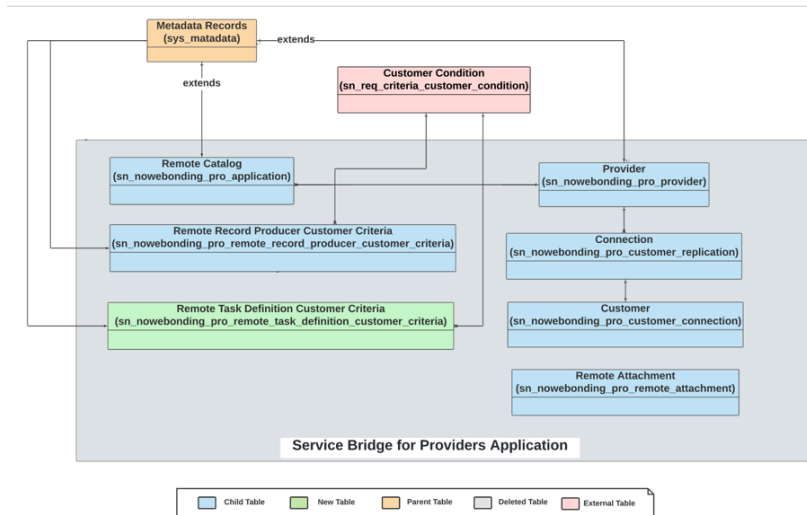 Metadata Records
(sys_matadata)
extends
extends
Customer Condition
(sn_req_criteria_customer_condition)
Remote Catalog
(sn_nowebonding_pro_application)
Provider
(sn_nowebonding_pro_provider)
Remote Record Producer Customer Criteria
(sn_nowebonding_pro_remote_record_producer_customer_criteria)
Connection
(sn_nowebonding_pro_customer_replication)
Remote Task Definition Customer Criteria
(sn_nowebonding_pro_remote_task_definition_customer_criteria)
Customer
(sn_nowebonding_pro_customer_connection)
Remote Attachment
(sn_nowebonding_pro_remote_attachment)
Service Bridge for Providers Application
Child Table
New Table
Parent Table
Deleted Table
External Table